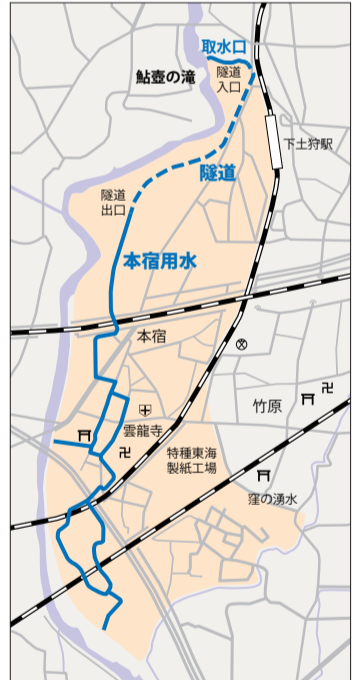 取水口
隧道
入口
鮎壺の滝
下土狩駅
隧道
隧道
出口
本宿用水
本宿
竹原
雲龍寺
特種東海
製紙工場
窪の湧水